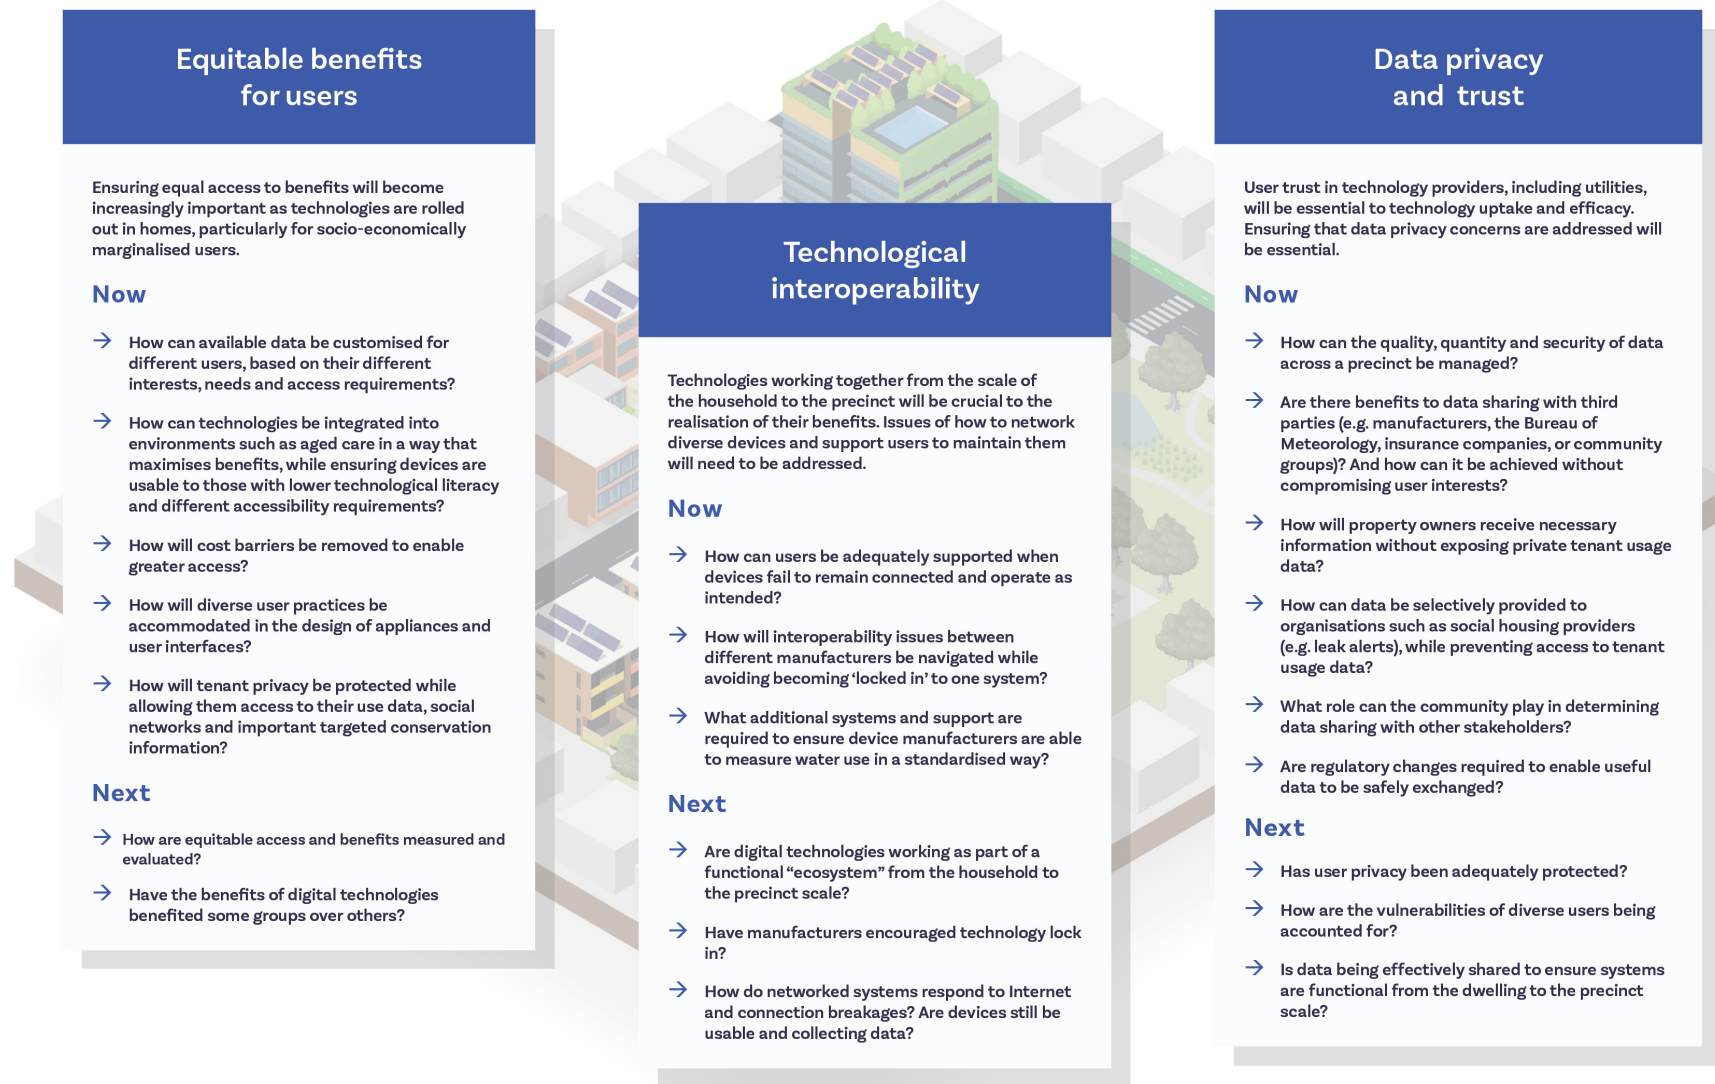 Equitable benefits
for users
Ensuring equal access to benefits will become
increasingly important as technologies are rolled
out in homes, particularly for socio-economically
marginalised users.
Now
→ How can available data be customised for
different users, based on their different
interests, needs and access requirements?
→ How can technologies be integrated into
environments such as aged care in a way that
maximises benefits, while ensuring devices are
usable to those with lower technological literacy
and different accessibility requirements?
→ How will cost barriers be removed to enable
greater access?
→ How will diverse user practices be
accommodated in the design of appliances and
user interfaces?
→ How will tenant privacy be protected while
allowing them access to their use data, social
networks and important targeted conservation
information?
Next
→ How are equitable access and benefits measured and
evaluated?
→ Have the benefits of digital technologies
benefited some groups over others?
Technological
interoperability
Technologies working together from the scale of
the household to the precinct will be crucial to the
realisation of their benefits. Issues of how to network
diverse devices and support users to maintain them
will need to be addressed.
Now
→ How can users be adequately supported when
devices fail to remain connected and operate as
intended?
→ How will interoperability issues between
different manufacturers be navigated while
avoiding becoming ‘locked in’ to one system?
→ What additional systems and support are
required to ensure device manufacturers are able
to measure water use in a standardised way?
Next
→ Are digital technologies working as part of a
functional “ecosystem” from the household to
the precinct scale?
→ Have manufacturers encouraged technology lock
in?
→ How do networked systems respond to Internet
and connection breakages? Are devices still be
usable and collecting data?
Data privacy
and trust
User trust in technology providers, including utilities,
will be essential to technology uptake and efficacy.
Ensuring that data privacy concerns are addressed will
be essential.
Now
→ How can the quality, quantity and security of data
across a precinct be managed?
→ Are there benefits to data sharing with third
parties (e.g. manufacturers, the Bureau of
Meteorology, insurance companies, or community
groups)? And how can it be achieved without
compromising user interests?
→ How will property owners receive necessary
information without exposing private tenant usage
data?
→ How can data be selectively provided to
organisations such as social housing providers
(e.g. leak alerts), while preventing access to tenant
usage data?
→ What role can the community play in determining
data sharing with other stakeholders?
→ Are regulatory changes required to enable useful
data to be safely exchanged?
Next
→ Has user privacy been adequately protected?
→ How are the vulnerabilities of diverse users being
accounted for?
→ Is data being effectively shared to ensure systems
are functional from the dwelling to the precinct
scale?